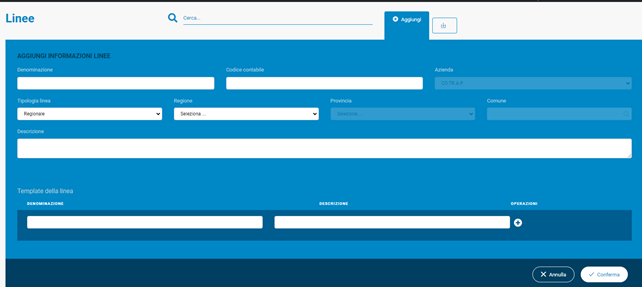 Linee
Cerca...
Aggiungi
AGGIUNGI INFORMAZIONI LINEE
Denominazione
Codice contabile
Azienda
Tipologia linea
Regione
Provincia
Comune
Regionale
Seleziona ...
Seleziona...
Descrizione
Template della linea
DENOMINAZIONE
DESCRIZIONE
OPERAZIONI
Annulla
Conferma